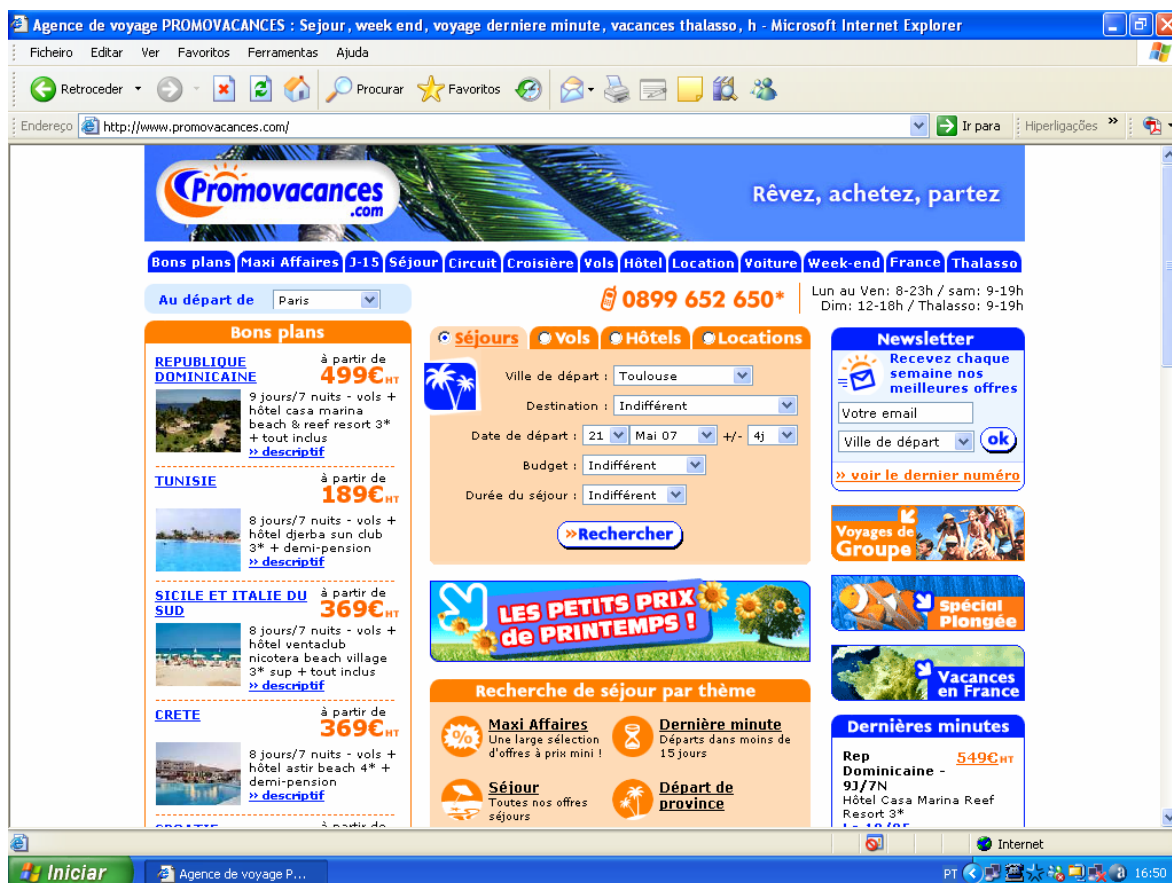 Agence de voyage PROMOVACANCES : Sejour, week end, voyage derniere minute, vacances thalasso, h - Microsoft Internet Explorer
Ficheiro Editar Ver Favoritos Ferramentas Ajuda
Retroceder Procurar Favoritos
Endereço http://www.promovacances.com/ Ir para Hiperligações »
Promovacances
.com
Rêvez, achetez, partez
Bons plans Maxi Affaires J-15 Séjour Circuit Croisière Vols Hôtel Location Voiture Week-end France Thalasso
Au départ de Paris
0899 652 650*
Lun au Ven: 8-23h / sam: 9-19h
Dim: 12-18h / Thalasso: 9-19h
Bons plans
REPUBLIQUE DOMINICAINE
à partir de
499€HT
9 jours/7 nuits - vols +
hôtel casa marina
beach & reef resort 3*
+ tout inclus
>> descriptif
TUNISIE
à partir de
189€HT
8 jours/7 nuits - vols +
hôtel djerba sun club
3* + demi-pension
>> descriptif
SICILE ET ITALIE DU
SUD
à partir de
369€HT
8 jours/7 nuits - vols +
hôtel ventaclub
nicotera beach village
3* sup + tout inclus
>> descriptif
CRETE
à partir de
369€HT
8 jours/7 nuits - vols +
hôtel astir beach 4* +
demi-pension
>> descriptif
CROATIE à partir de
Séjours Vols Hôtels Locations
Ville de départ : Toulouse
Destination : Indifférent
Date de départ : 21 Mai 07 +/- 4j
Budget : Indifférent
Durée du séjour : Indifférent
»Rechercher
LES PETITS PRIX
de PRINTEMPS !
Recherche de séjour par thème
Maxi Affaires
Une large sélection
d'offres à prix mini !
Dernière minute
Départs dans moins de
15 jours
Séjour
Toutes nos offres
séjours
Départ de
province
Newsletter
Recevez chaque
semaine nos
meilleures offres
Votre email
Ville de départ ok
» voir le dernier numéro
Voyages de
Groupe
Spécial
Plongée
Vacances
en France
Dernières minutes
Rep
Dominicaine -
9J/7N
549€HT
Hôtel Casa Marina Reef
Resort 3*
Internet
Iniciar Agence de voyage P... PT 16:50